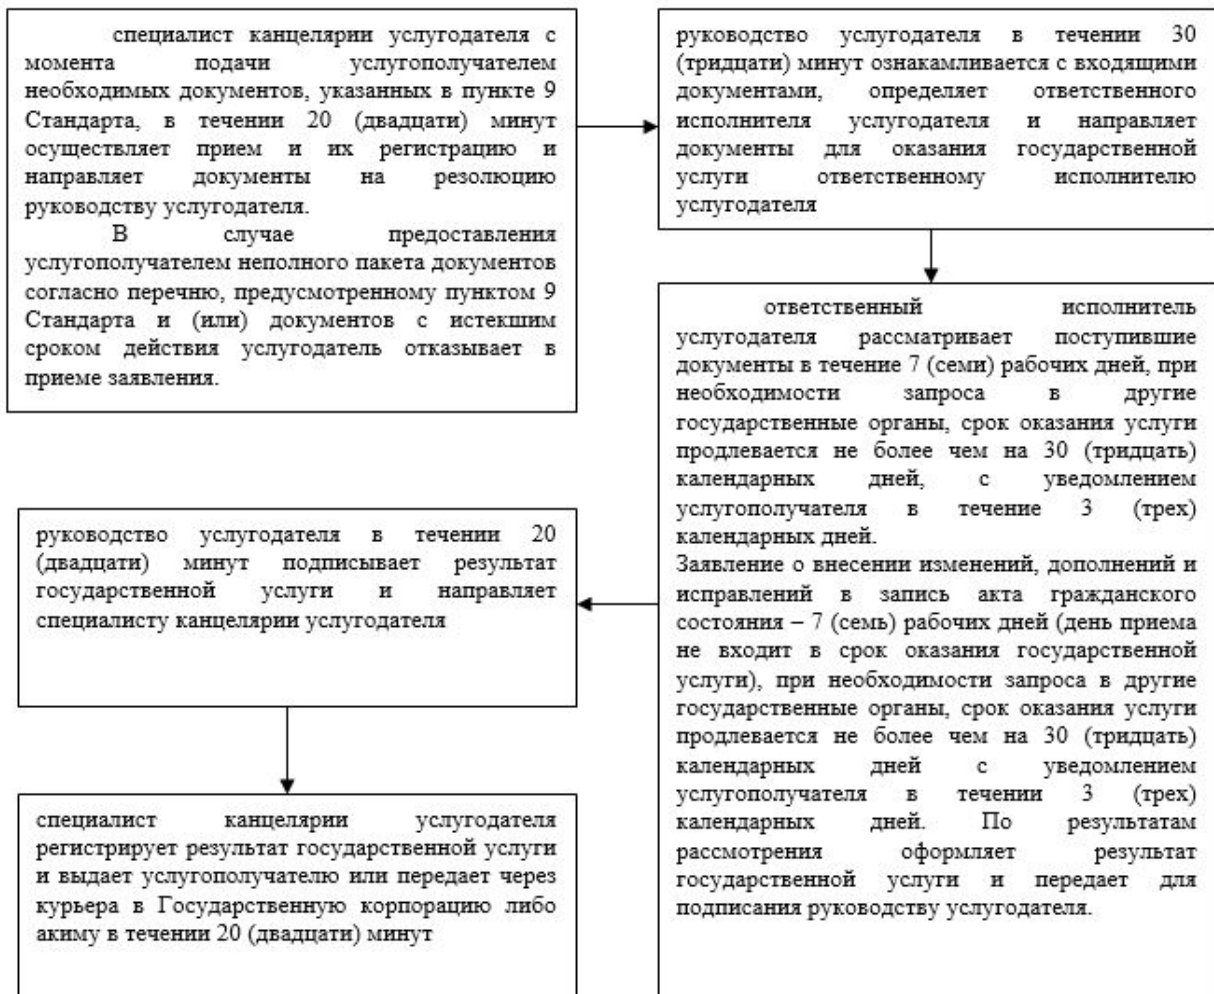 специалист канцелярии услугодателя с
момента подачи услугополучателем
необходимых документов, указанных в пункте 9
Стандарта, в течении 20 (двадцати) минут
осуществляет прием и их регистрацию и
направляет документы на резолюцию
руководству услугодателя.
В случае предоставления
услугополучателем неполного пакета документов
согласно перечню, предусмотренному пунктом 9
Стандарта и (или) документов с истекшим
сроком действия услугодатель отказывает в
приеме заявления.
руководство услугодателя в течении 30
(тридцати) минут ознакамливается с входящими
документами, определяет ответственного
исполнителя услугодателя и направляет
документы для оказания государственной
услуги ответственному исполнителю
услугодателя
ответственный исполнитель
услугодателя рассматривает поступившие
документы в течение 7 (семи) рабочих дней, при
необходимости запроса в другие
государственные органы, срок оказания услуги
продлевается не более чем на 30 (тридцать)
календарных дней, с уведомлением
услугополучателя в течение 3 (трех)
календарных дней.
Заявление о внесении изменений, дополнений и
исправлений в запись акта гражданского
состояния – 7 (семь) рабочих дней (день приема
не входит в срок оказания государственной
услуги), при необходимости запроса в другие
государственные органы, срок оказания услуги
продлевается не более чем на 30 (тридцать)
календарных дней с уведомлением
услугополучателя в течении 3 (трех)
календарных дней. По результатам
рассмотрения оформляет результат
государственной услуги и передает для
подписания руководству услугодателя.
руководство услугодателя в течении 20
(двадцати) минут подписывает результат
государственной услуги и направляет
специалисту канцелярии услугодателя
специалист канцелярии услугодателя
регистрирует результат государственной услуги
и выдает услугополучателю или передает через
курьера в Государственную корпорацию либо
акиму в течении 20 (двадцати) минут